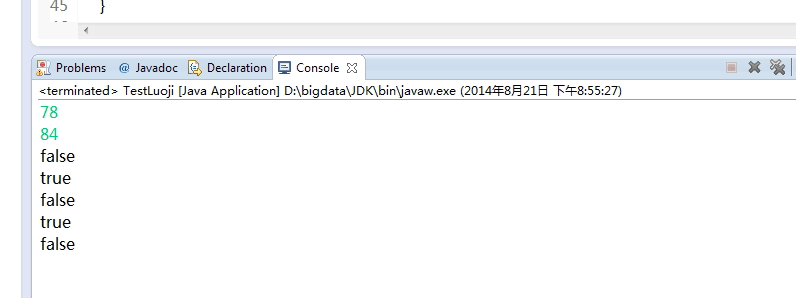 45 }
Problems @ Javadoc Declaration Console
<terminated> TestLuoji [Java Application] D:\bigdata\JDK\bin\javaw.exe (2014年8月21日 下午8:55:27)
78
84
false
true
false
true
false